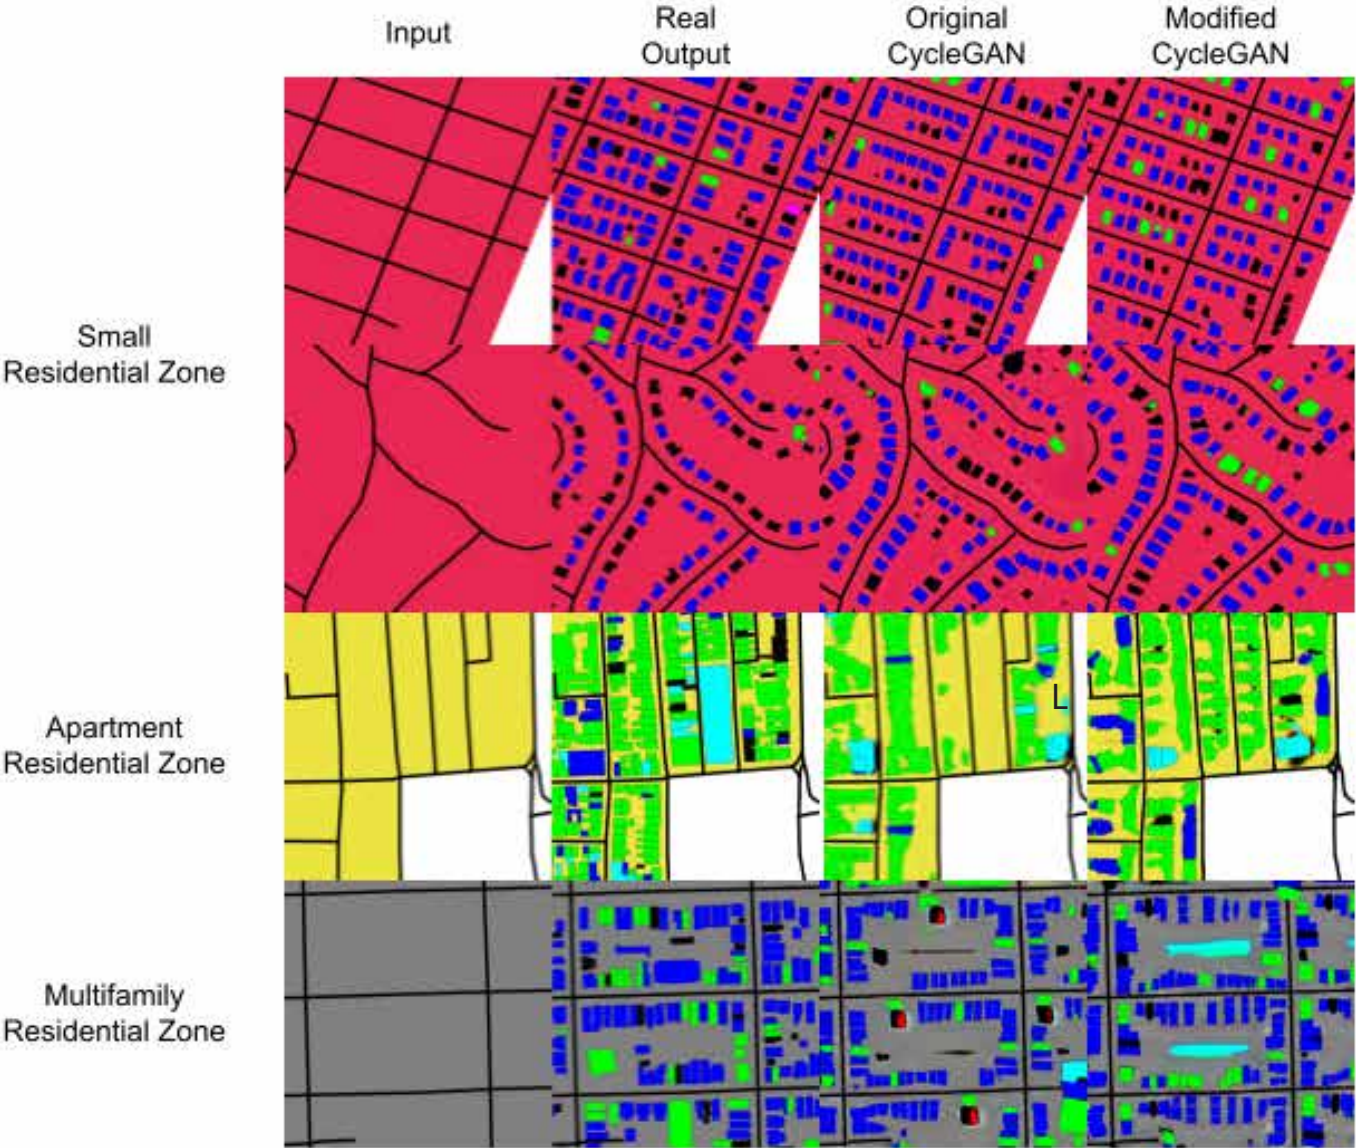 Input
Real
Output
Original
CycleGAN
Modified
CycleGAN
Small
Residential Zone
L
Apartment
Residential Zone
Multifamily
Residential Zone